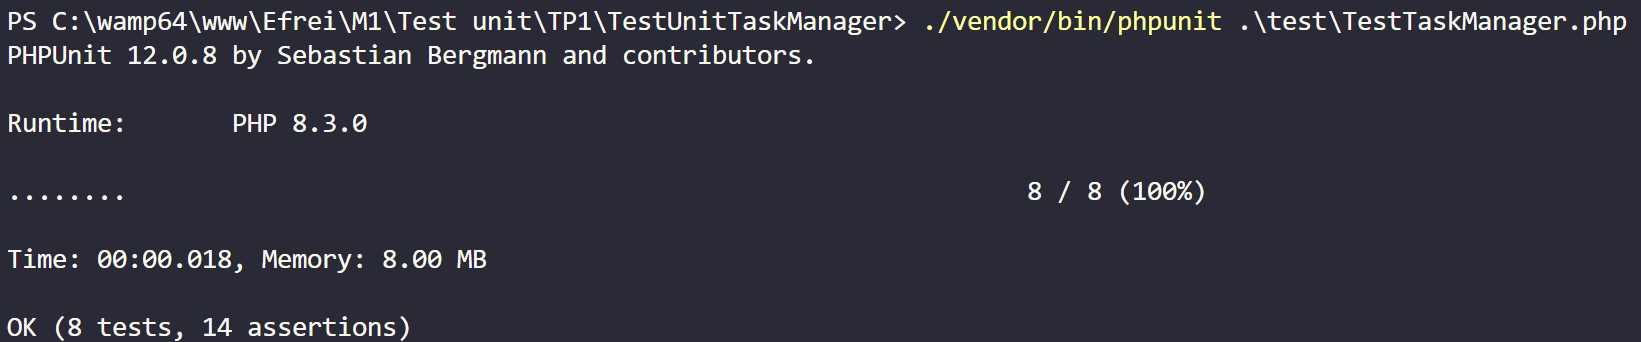 PS C:\wamp64\www\Efrei\M1\Test unit\TP1\TestUnitTaskManager> ./vendor/bin/phpunit .\test\TestTaskManager.php
PHPUnit 12.0.8 by Sebastian Bergmann and contributors.
Runtime:       PHP 8.3.0
........                                                            8 / 8 (100%)
Time: 00:00.018, Memory: 8.00 MB
OK (8 tests, 14 assertions)